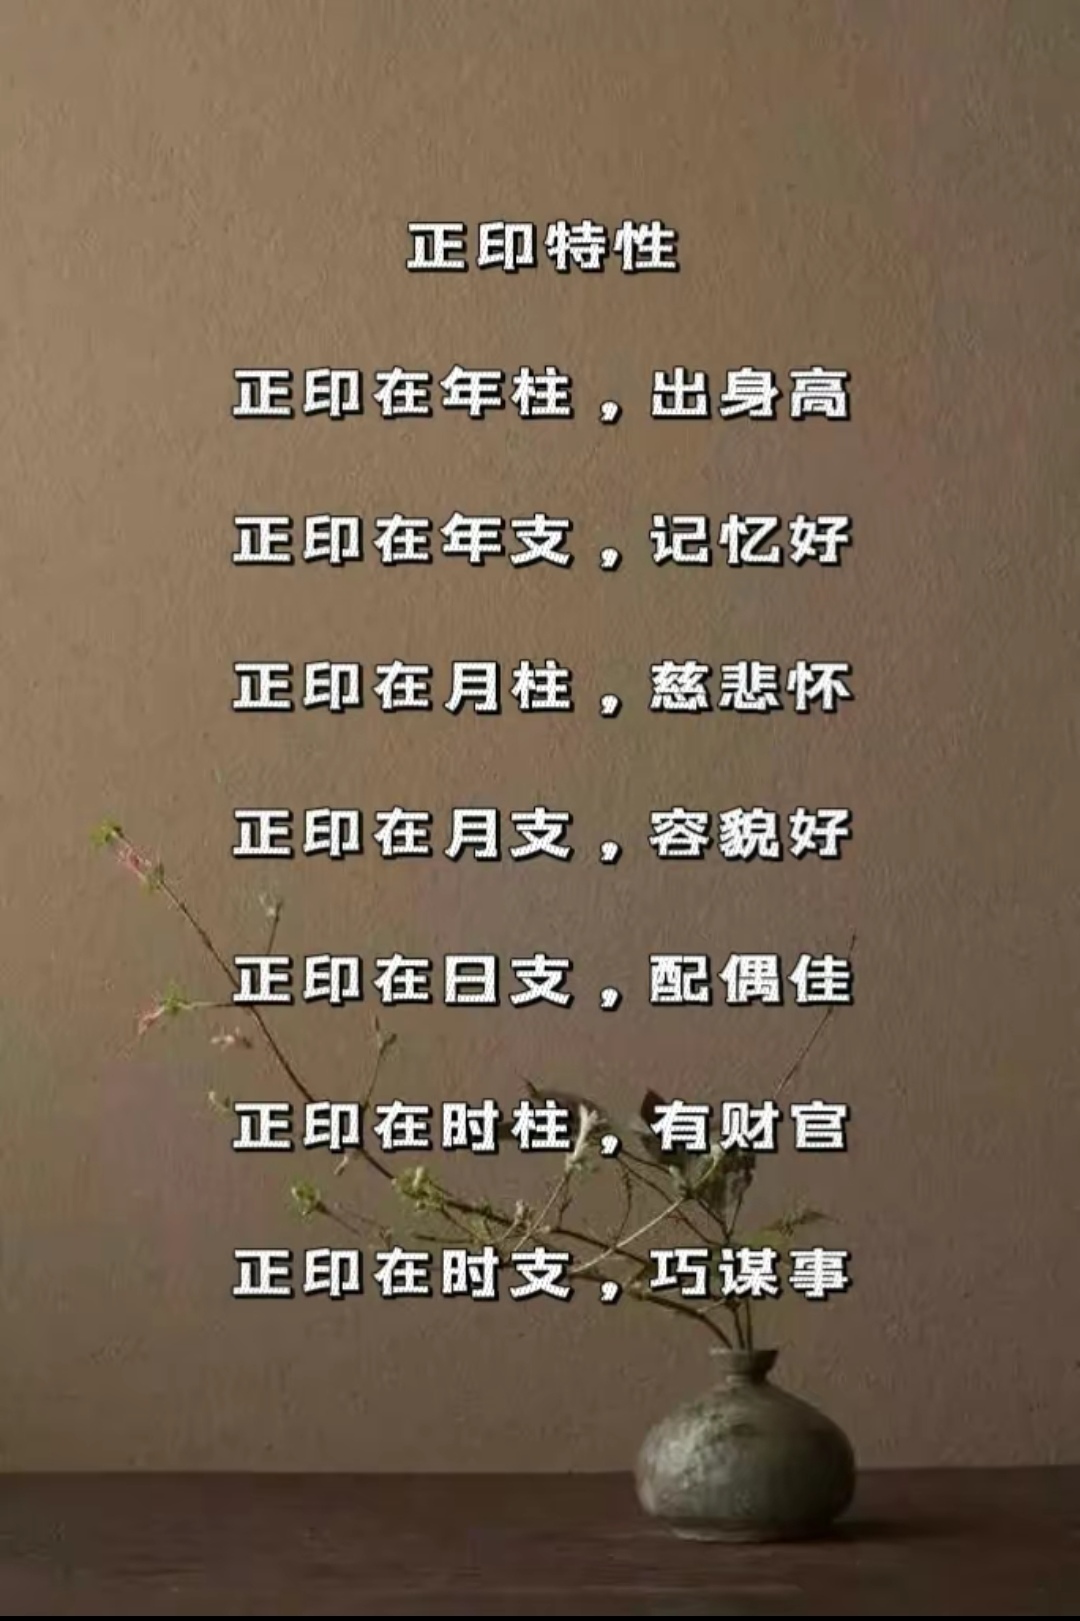 正印特性
正印在年柱，出身高
正印在年支，记忆好
正印在月柱，慈悲怀
正印在月支，容貌好
正印在日支，配偶佳
正印在时柱，有财官
正印在时支，巧谋事